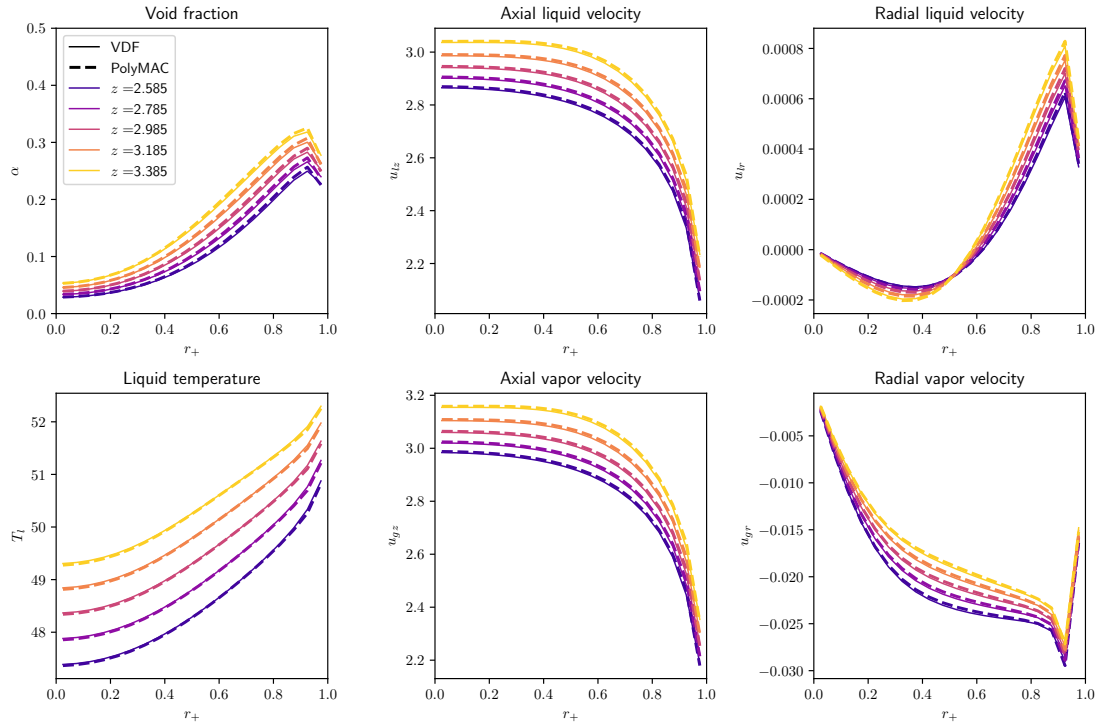 Void fraction
0.5
0.4
0.3
0.2
0.1
0.0
α
VDF
PolyMAC
z =2.585
z =2.785
z =2.985
z =3.185
z =3.385
0.0 0.2 0.4 0.6 0.8 1.0
r+
Axial liquid velocity
3.0
2.8
2.6
2.4
2.2
u_lz
0.0 0.2 0.4 0.6 0.8 1.0
r+
Radial liquid velocity
0.0008
0.0006
0.0004
0.0002
0.0000
−0.0002
u_lr
0.0 0.2 0.4 0.6 0.8 1.0
r+
Liquid temperature
52
51
50
49
48
T_l
0.0 0.2 0.4 0.6 0.8 1.0
r+
Axial vapor velocity
3.2
3.0
2.8
2.6
2.4
2.2
u_gz
0.0 0.2 0.4 0.6 0.8 1.0
r+
Radial vapor velocity
−0.005
−0.010
−0.015
−0.020
−0.025
−0.030
u_gr
0.0 0.2 0.4 0.6 0.8 1.0
r+